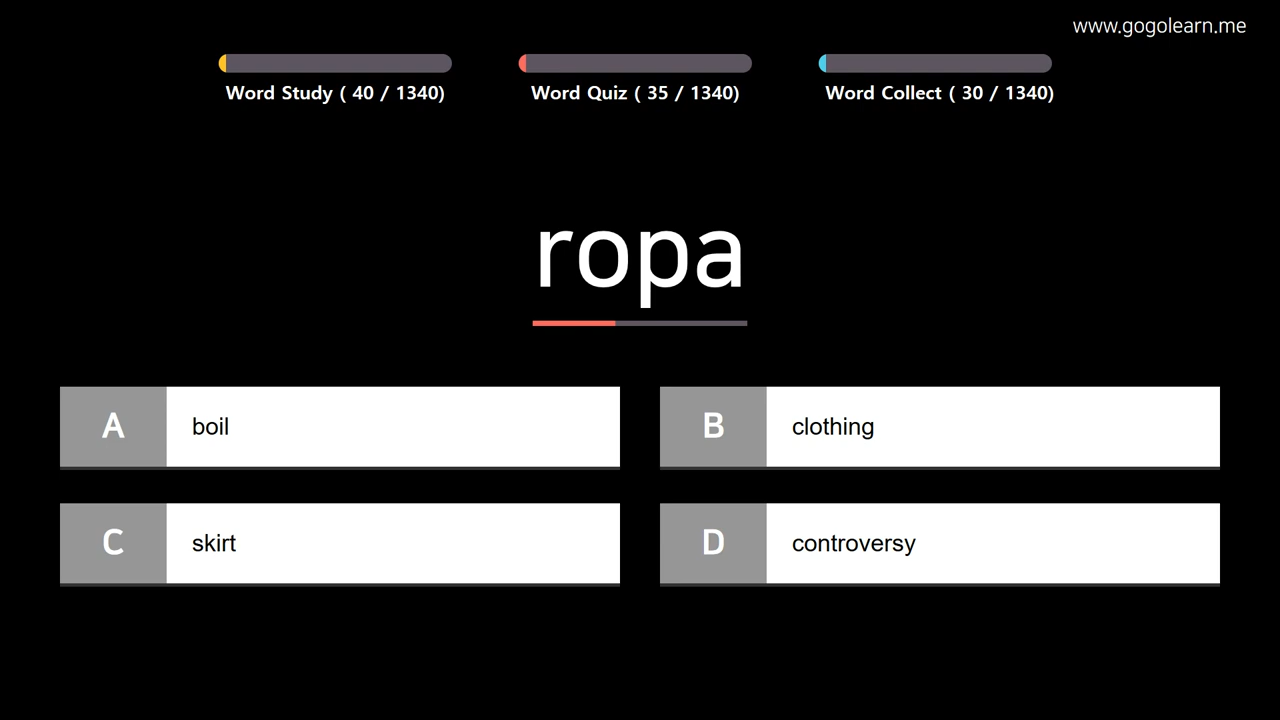 www.gogolearn.me
Word Study ( 40 / 1340)
Word Quiz ( 35 / 1340)
Word Collect ( 30 / 1340)
ropa
A boil
B clothing
C skirt
D controversy